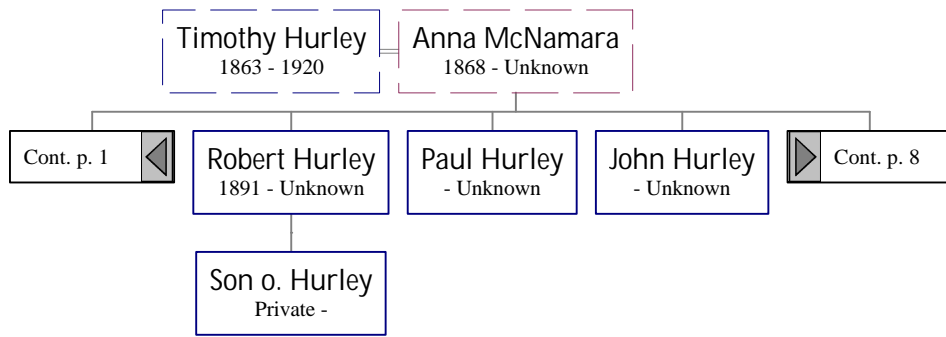 Timothy Hurley
1863 - 1920
Anna McNamara
1868 - Unknown
Cont. p. 1
Robert Hurley
1891 - Unknown
Paul Hurley
- Unknown
John Hurley
- Unknown
Cont. p. 8
Son o. Hurley
Private -